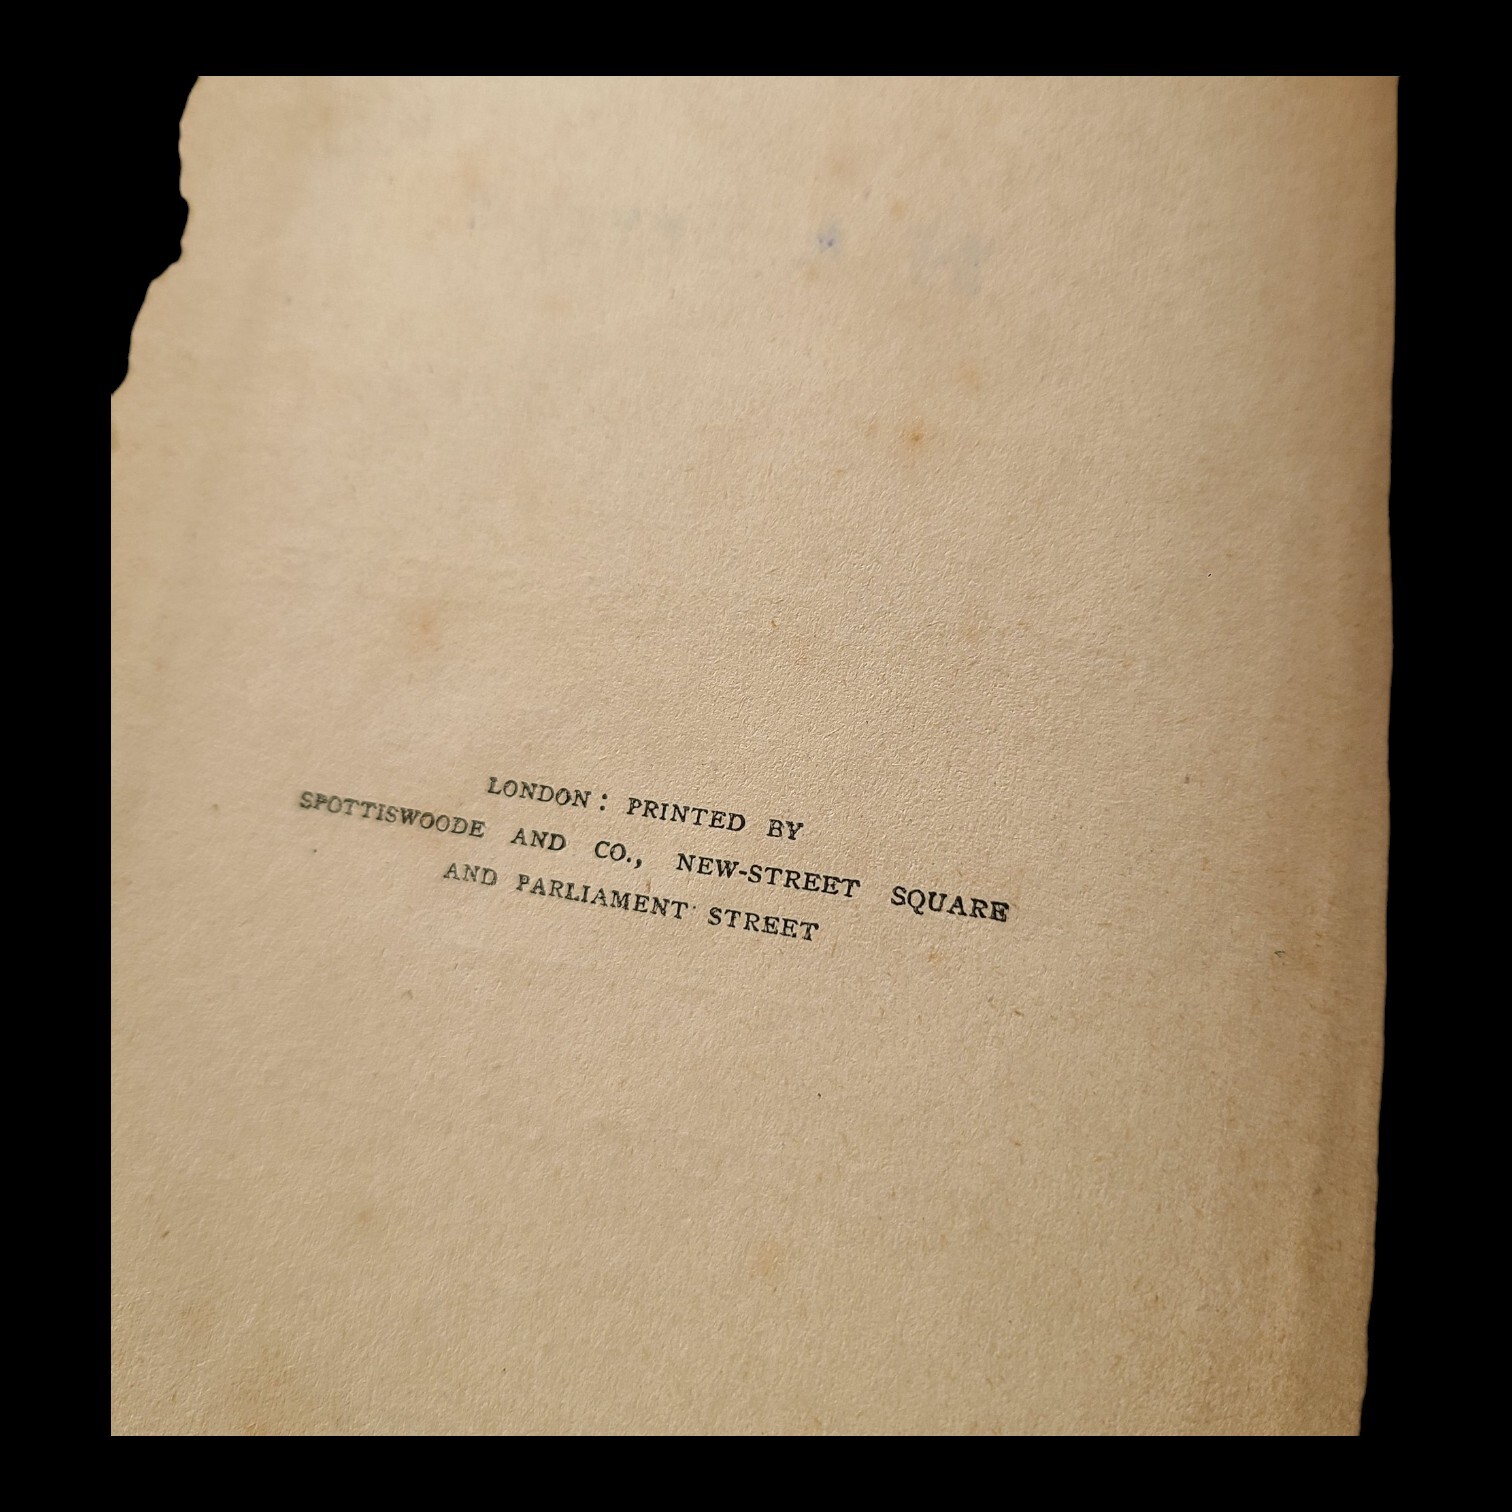 LONDON: PRINTED BY
SPOTTISWOODE AND CO., NEW-STREET SQUARE
AND PARLIAMENT STREET